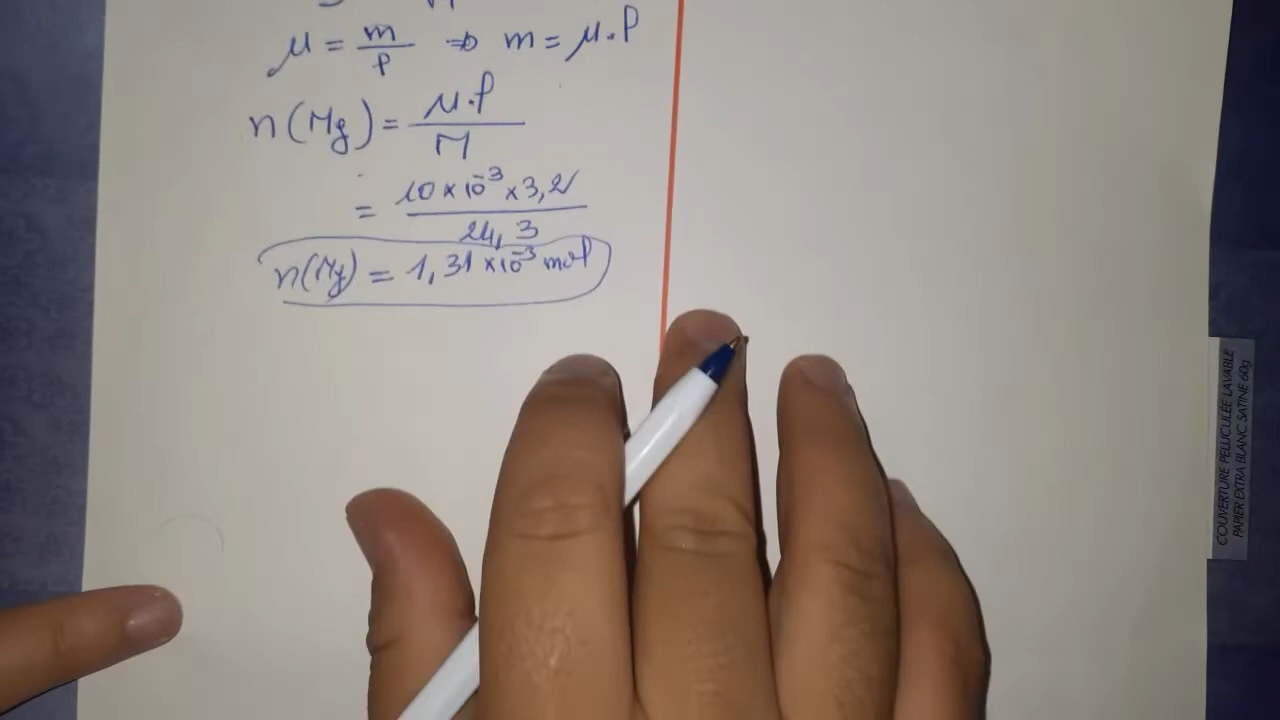 μ = m/l ⇒ m = μ.l
n(Mg) = μ.l/M
= 10 × 10⁻³ × 3,2/24,3
n(Mg) = 1,31 × 10⁻³ mol
COUVERTURE PELLICULÉE LAVABLE
PAPIER EXTRA BLANC SATINÉ 60g